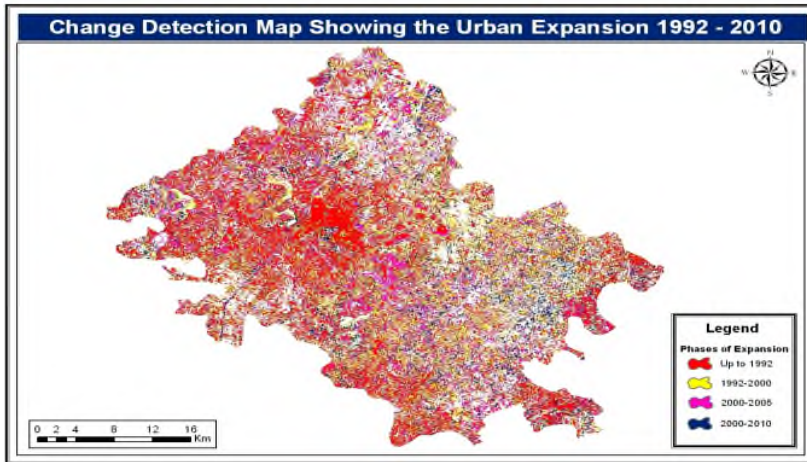 Change Detection Map Showing the Urban Expansion 1992 - 2010
N
W E
S
Legend
Phases of Expansion
Up to 1992
1992-2000
2000-2005
2000-2010
0 2 4 8 12 16
Km